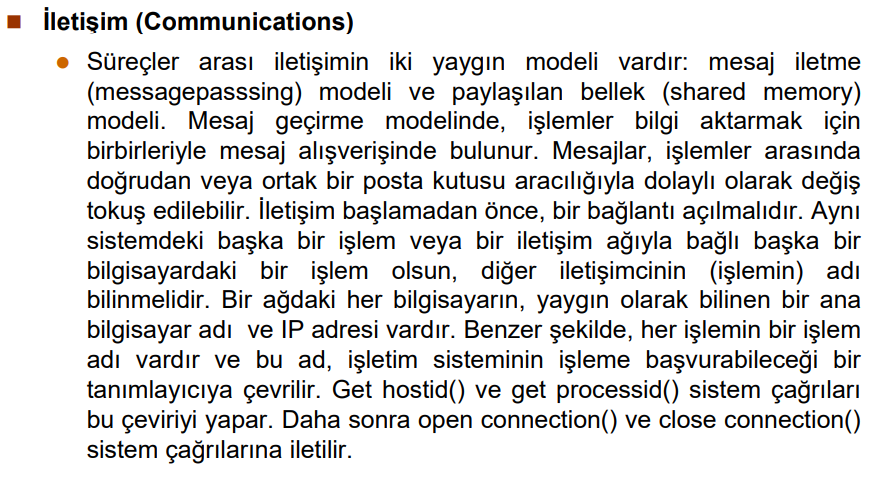 İletişim (Communications)
Süreçler arası iletişimin iki yaygın modeli vardır: mesaj iletme
(messagepasssing) modeli ve paylaşılan bellek (shared memory)
modeli. Mesaj geçirme modelinde, işlemler bilgi aktarmak için
birbirleriyle mesaj alışverişinde bulunur. Mesajlar, işlemler arasında
doğrudan veya ortak bir posta kutusu aracılığıyla dolaylı olarak değiş
tokuş edilebilir. İletişim başlamadan önce, bir bağlantı açılmalıdır. Aynı
sistemdeki başka bir işlem veya bir iletişim ağıyla bağlı başka bir
bilgisayardaki bir işlem olsun, diğer iletişimcinin (işlemin) adı
bilinmelidir. Bir ağdaki her bilgisayarın, yaygın olarak bilinen bir ana
bilgisayar adı ve IP adresi vardır. Benzer şekilde, her işlemin bir işlem
adı vardır ve bu ad, işletim sisteminin işleme başvurabileceği bir
tanımlayıcıya çevrilir. Get hostid() ve get processid() sistem çağrıları
bu çeviriyi yapar. Daha sonra open connection() ve close connection()
sistem çağrılarına iletilir.